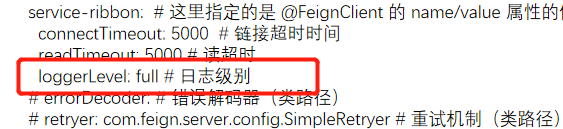 service-ribbon:  # 这里指定的是 @FeignClient 的 name/value 属性的
connectTimeout: 5000  # 链接超时时间
readTimeout: 5000 # 读超时
loggerLevel: full # 日志级别
# errorDecoder: # 错误解码器（类路径）
# retryer: com.feign.server.config.SimpleRetryer # 重试机制（类路径）